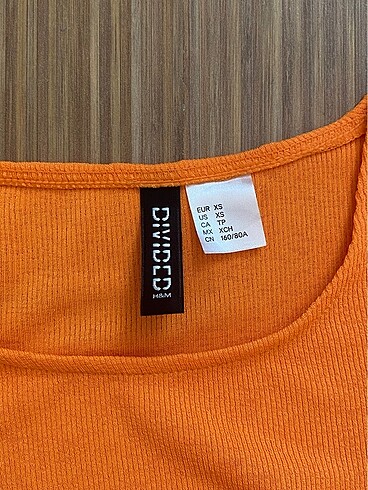 DIVIDED
H&M
EUR XS
US XS
CA TP
MX XCH
CN 160/80A